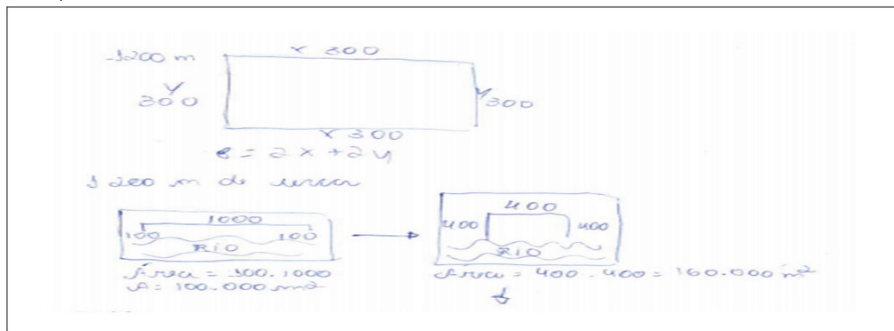 1200 m
x 300
y
300
y 300
x 300
= 2x + 2y
1200 m de cerca
1000
100 100
RIO
Área = 100.1000
A = 100.000 m²
400
400 400
RIO
Área = 400.400 = 160.000 m²